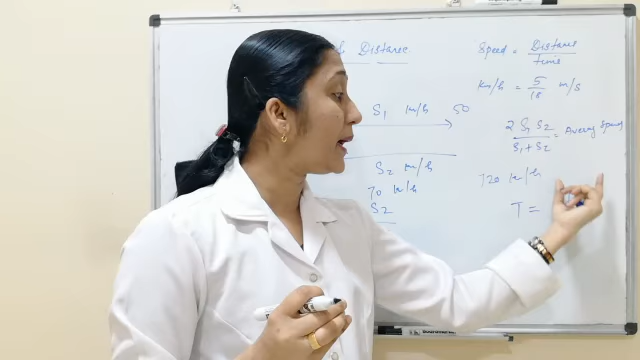 & Distance
Speed = Distance / time
Km/h = 5/18 m/s
S1 Km/h 50
2 S1 S2 / S1 + S2 = Average Speed
S2 Km/h
70 K/h
S2
120 K/h
T =